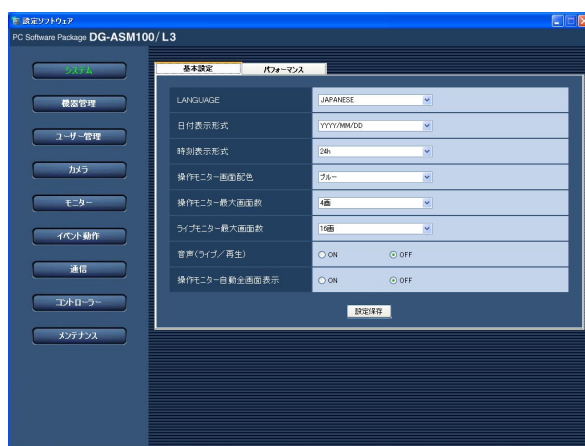 設定ソフトウェア
PC Software Package DG-ASM100/L3
システム
機器管理
ユーザー管理
カメラ
モニター
イベント動作
通信
コントローラー
メンテナンス
基本設定 パフォーマンス
LANGUAGE JAPANESE
日付表示形式 YYYY/MM/DD
時刻表示形式 24h
操作モニター画面配色 ブルー
操作モニター最大画面数 4画
ライブモニター最大画面数 16画
音声(ライブ/再生) ON OFF
操作モニター自動全画面表示 ON OFF
設定保存